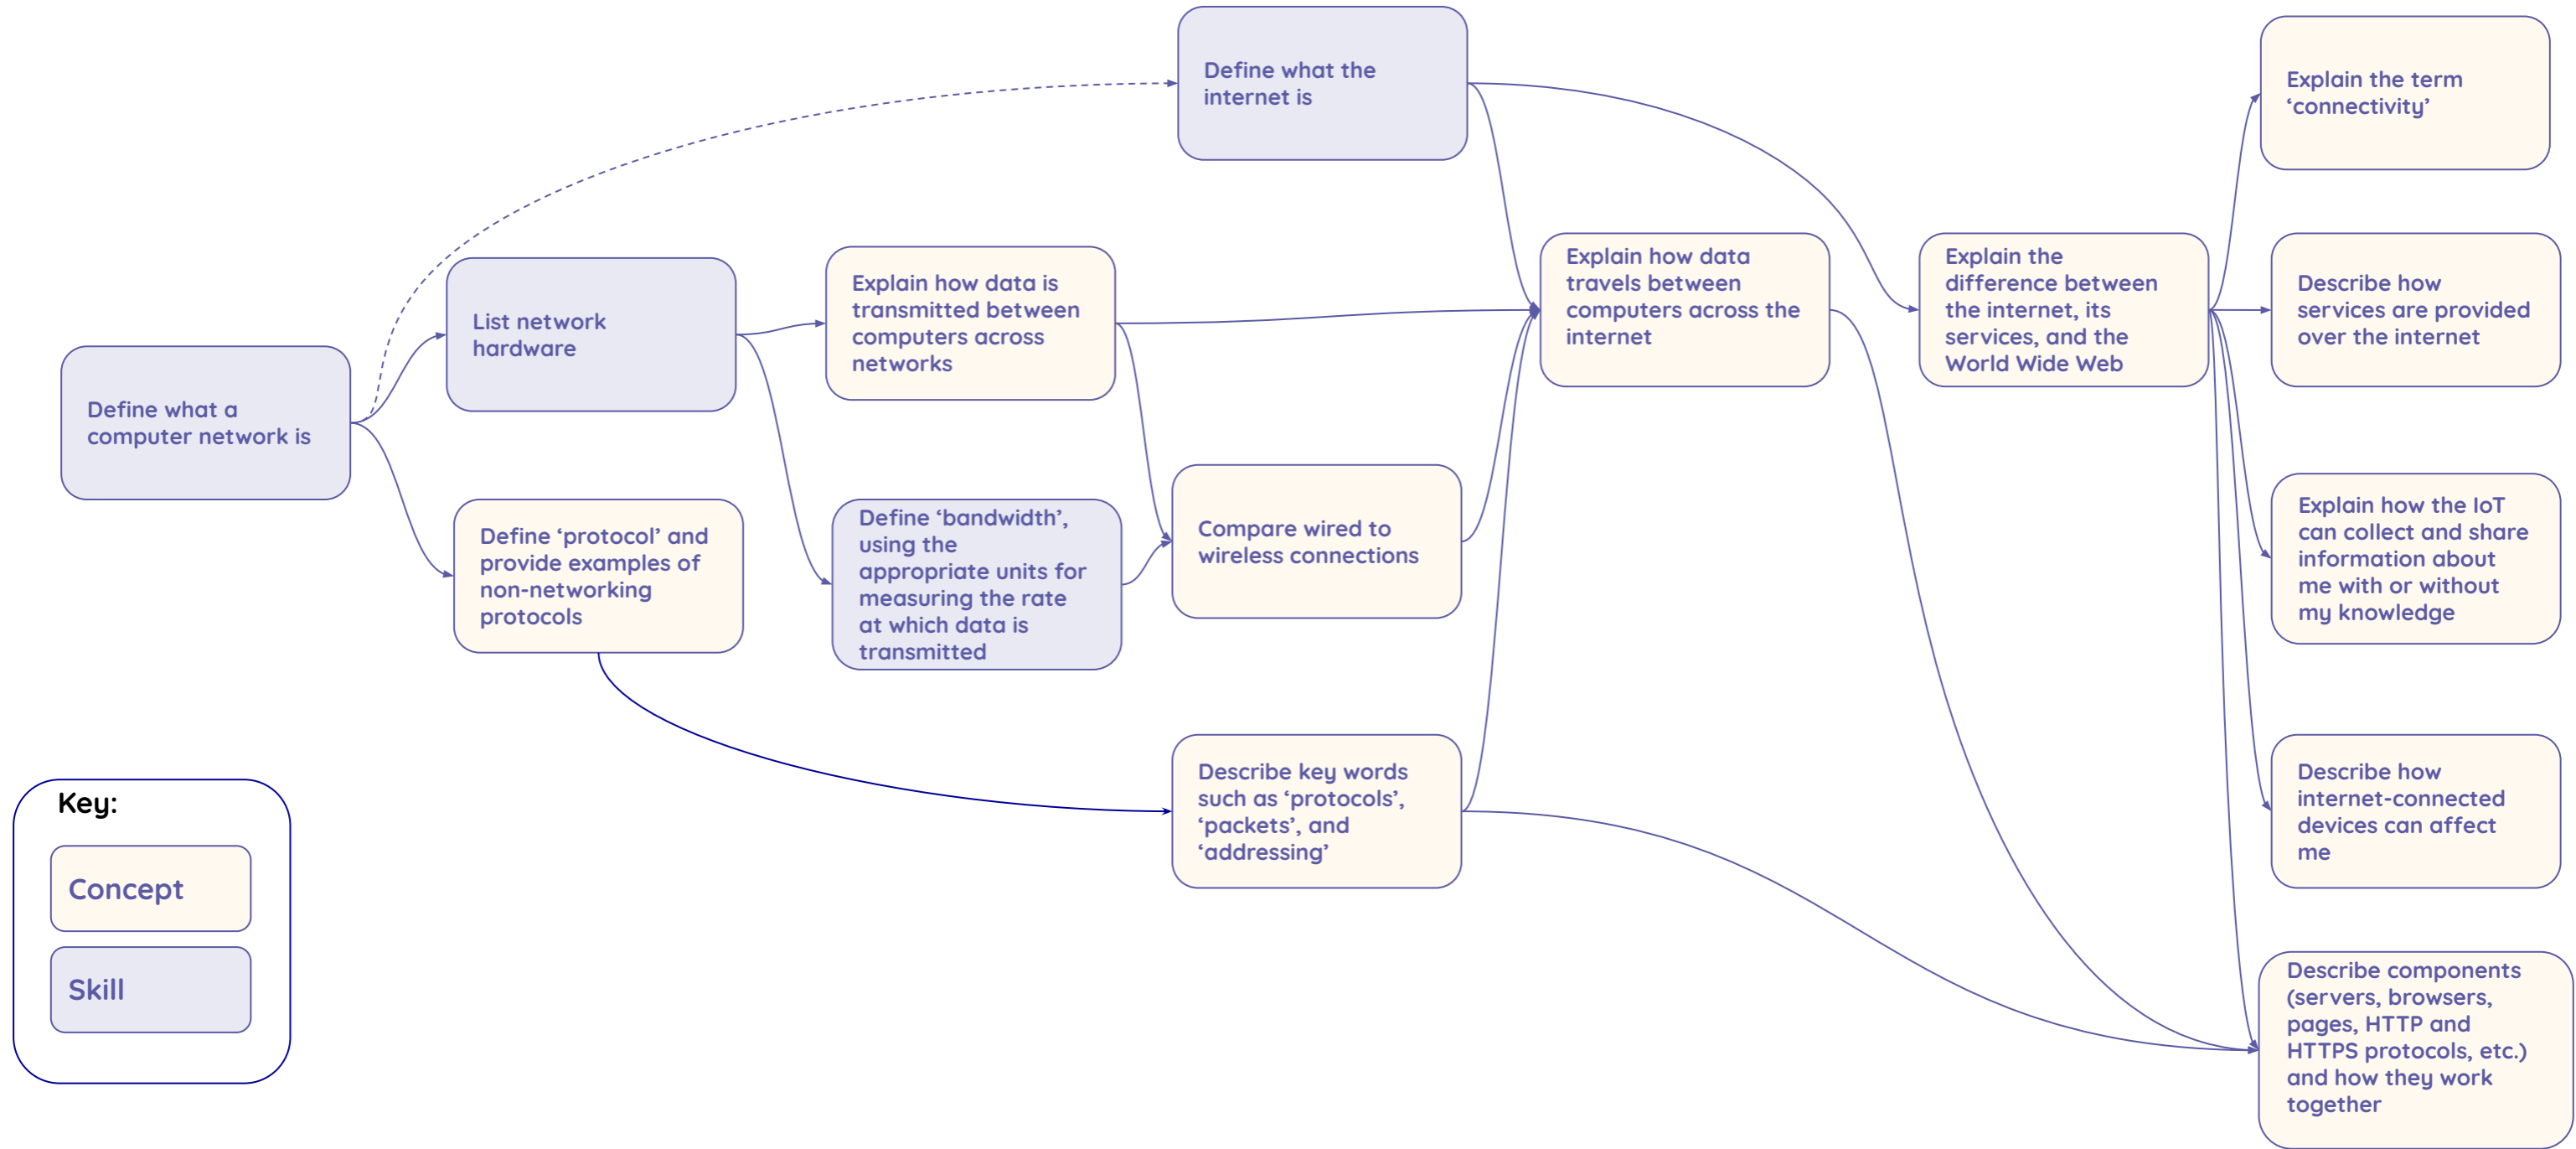 Define what the
internet is
Explain the term
‘connectivity’
List network
hardware
Explain how data is
transmitted between
computers across
networks
Explain how data
travels between
computers across the
internet
Explain the
difference between
the internet, its
services, and the
World Wide Web
Describe how
services are provided
over the internet
Define what a
computer network is
Define ‘protocol’ and
provide examples of
non-networking
protocols
Define ‘bandwidth’,
using the
appropriate units for
measuring the rate
at which data is
transmitted
Compare wired to
wireless connections
Explain how the IoT
can collect and share
information about
me with or without
my knowledge
Describe key words
such as ‘protocols’,
‘packets’, and
‘addressing’
Describe how
internet-connected
devices can affect
me
Key:
Concept
Skill
Describe components
(servers, browsers,
pages, HTTP and
HTTPS protocols, etc.)
and how they work
together